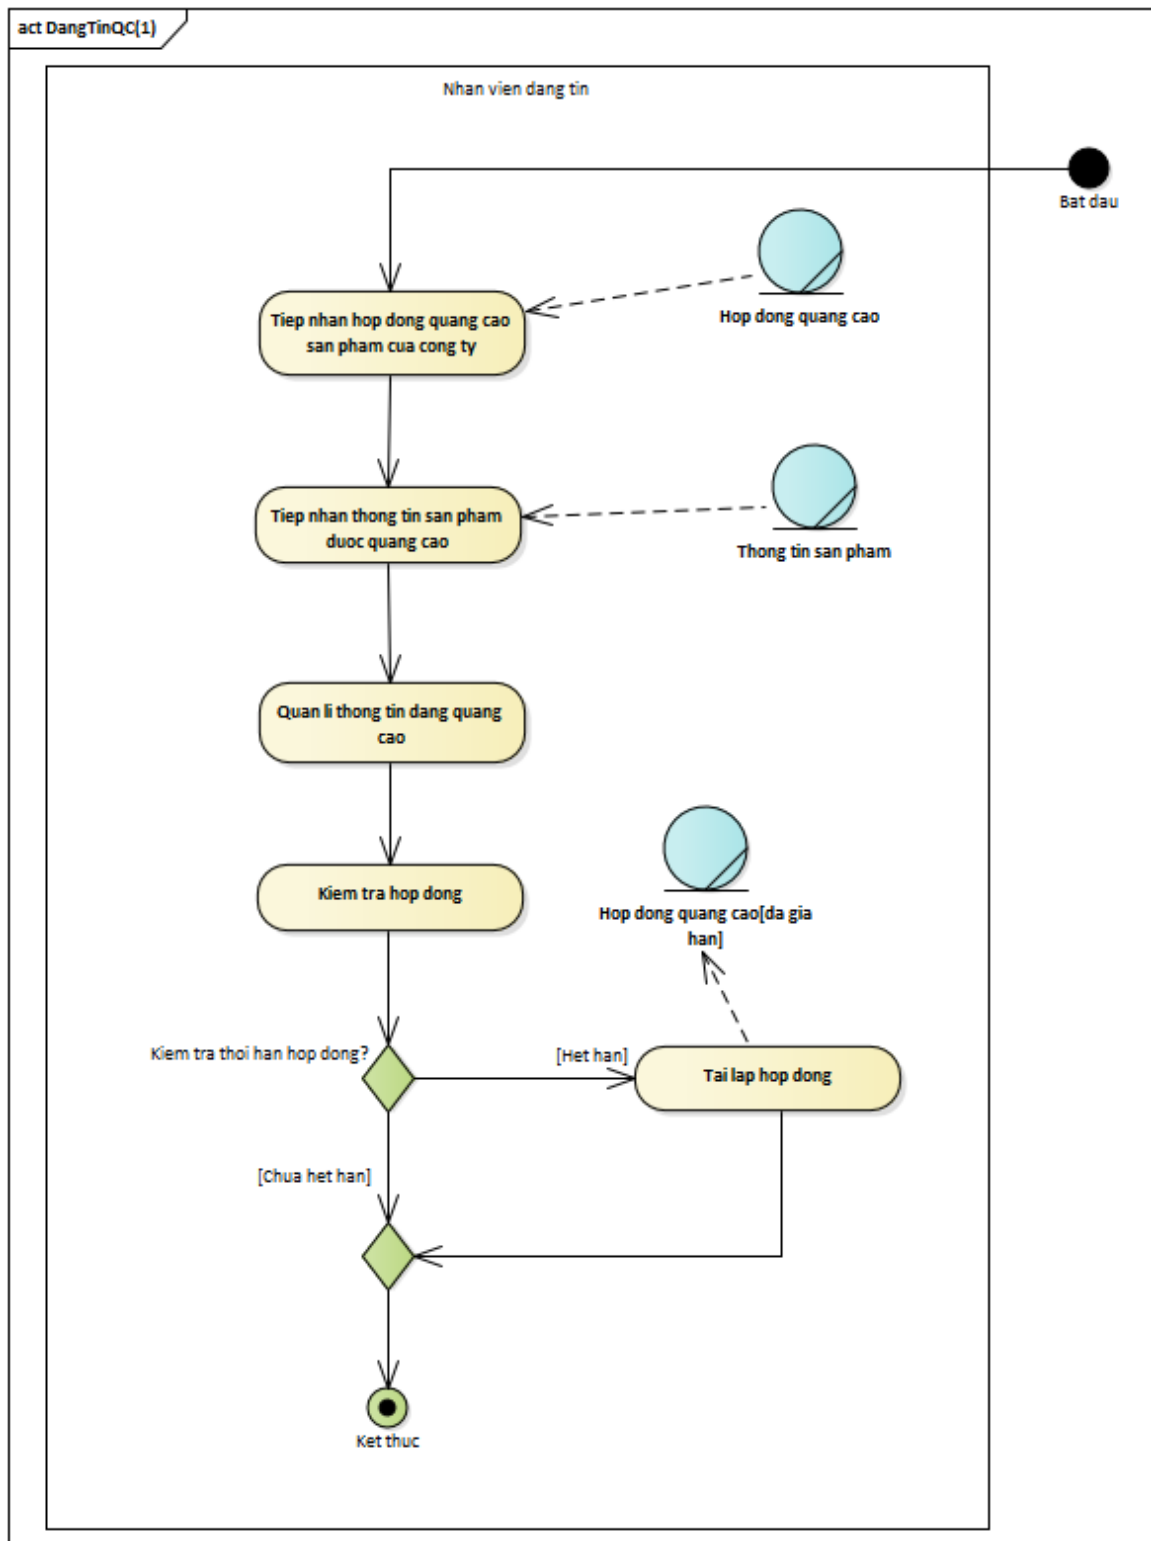 act DangTinQC(1)
Nhan vien dang tin
Bat dau
Hop dong quang cao
Tiep nhan hop dong quang cao
san pham cua cong ty
Tiep nhan thong tin san pham
duoc quang cao
Thong tin san pham
Quan li thong tin dang quang
cao
Kiem tra hop dong
Hop dong quang cao[da gia
han]
Kiem tra thoi han hop dong?
[Het han]
Tai lap hop dong
[Chua het han]
Ket thuc